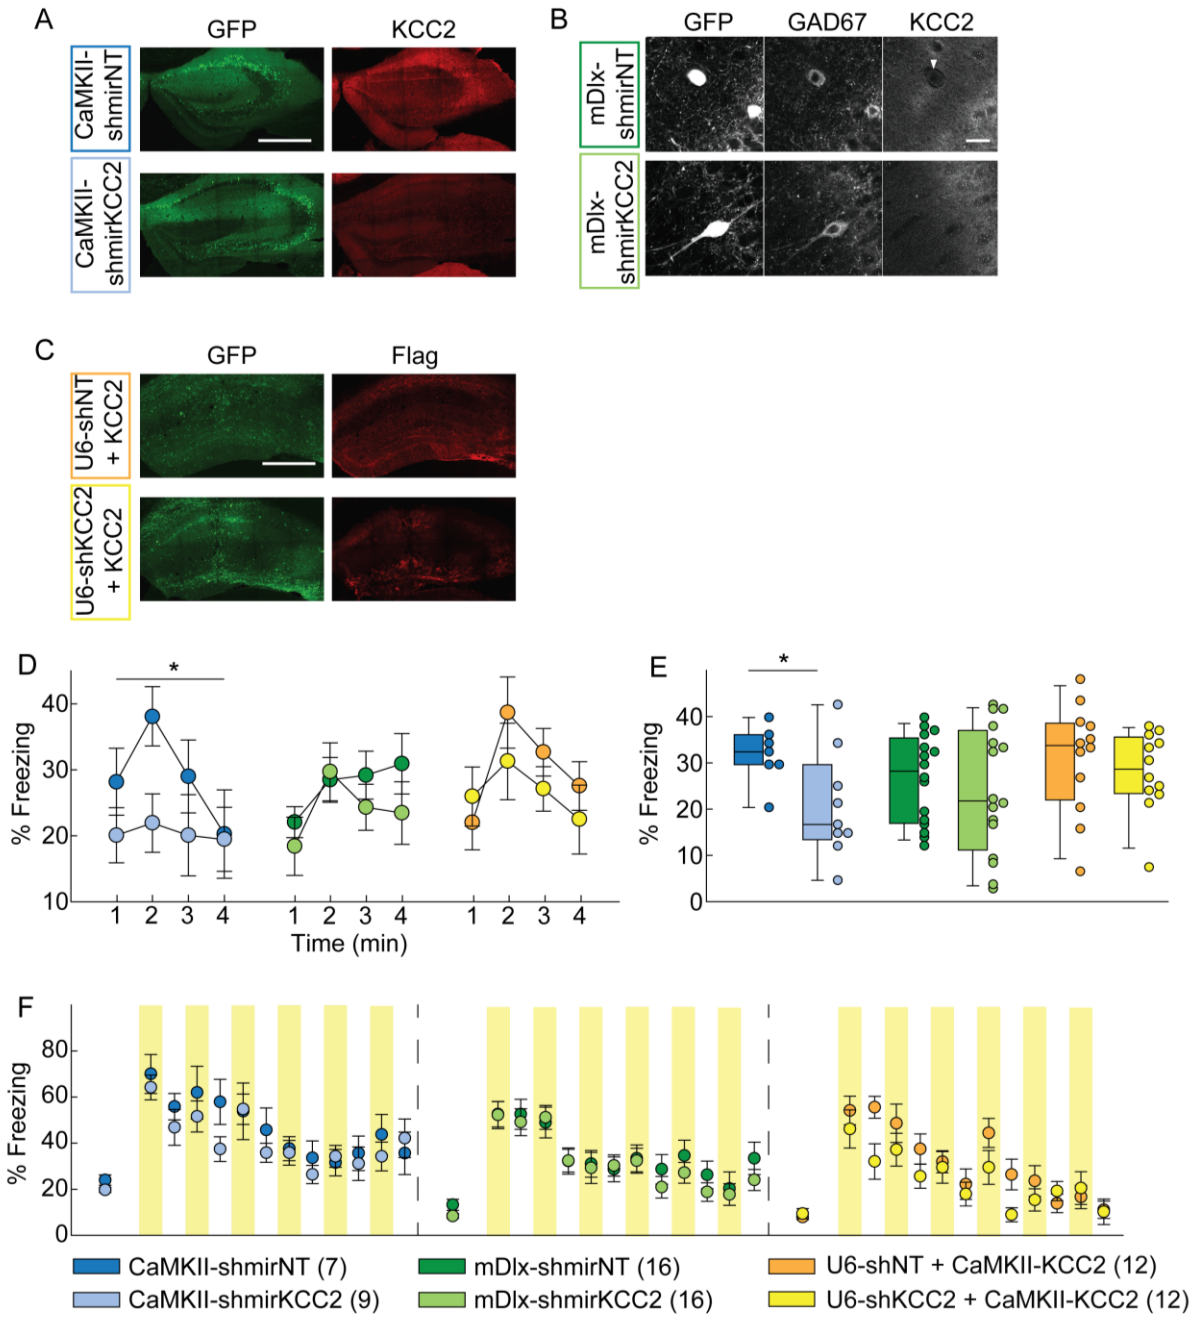 A
GFP
KCC2
CaMKII-
shmirNT
CaMKII-
shmirKCC2
B
GFP
GAD67
KCC2
mDlx-
shmirNT
mDlx-
shmirKCC2
C
GFP
Flag
U6-shNT
+ KCC2
U6-shKCC2
+ KCC2
D
*
% Freezing
40
30
20
10
1 2 3 4
1 2 3 4
1 2 3 4
Time (min)
E
*
% Freezing
40
30
20
10
0
F
% Freezing
80
60
40
20
0
CaMKII-shmirNT (7)
mDlx-shmirNT (16)
U6-shNT + CaMKII-KCC2 (12)
CaMKII-shmirKCC2 (9)
mDlx-shmirKCC2 (16)
U6-shKCC2 + CaMKII-KCC2 (12)